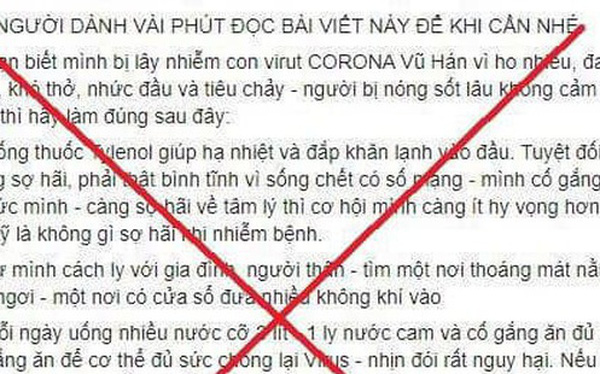 NGƯỜI DÀNH VÀI PHÚT ĐỌC BÀI VIẾT NÀY ĐỂ KHI CẦN NHÉ
ạn biết mình bị lây nhiễm con virut CORONA Vũ Hán vì ho nhiều, đa
, khó thở, nhức đầu và tiêu chảy - người bị nóng sốt lâu không cảm
thì hãy làm đúng sau đây:
ống thuốc Tylenol giúp hạ nhiệt và đắp khăn lạnh vào đầu. Tuyệt đối
g sợ hãi, phải thật bình tĩnh vì sống chết có số mạng - mình cố gắng
ức mình - càng sợ hãi về tâm lý thì cơ hội mình càng ít hy vọng hơn
ỹ là không gì sợ hãi khi nhiễm bệnh.
ự mình cách ly với gia đình, người thân - tìm một nơi thoáng mát nằ
ngơi - một nơi có cửa sổ đưa nhiều không khí vào
ỗi ngày uống nhiều nước cỡ 2 lít - 1 ly nước cam và cố gắng ăn đủ
ắng ăn để cơ thể đủ sức chống lại Virus - nhịn đói rất nguy hại. Nếu